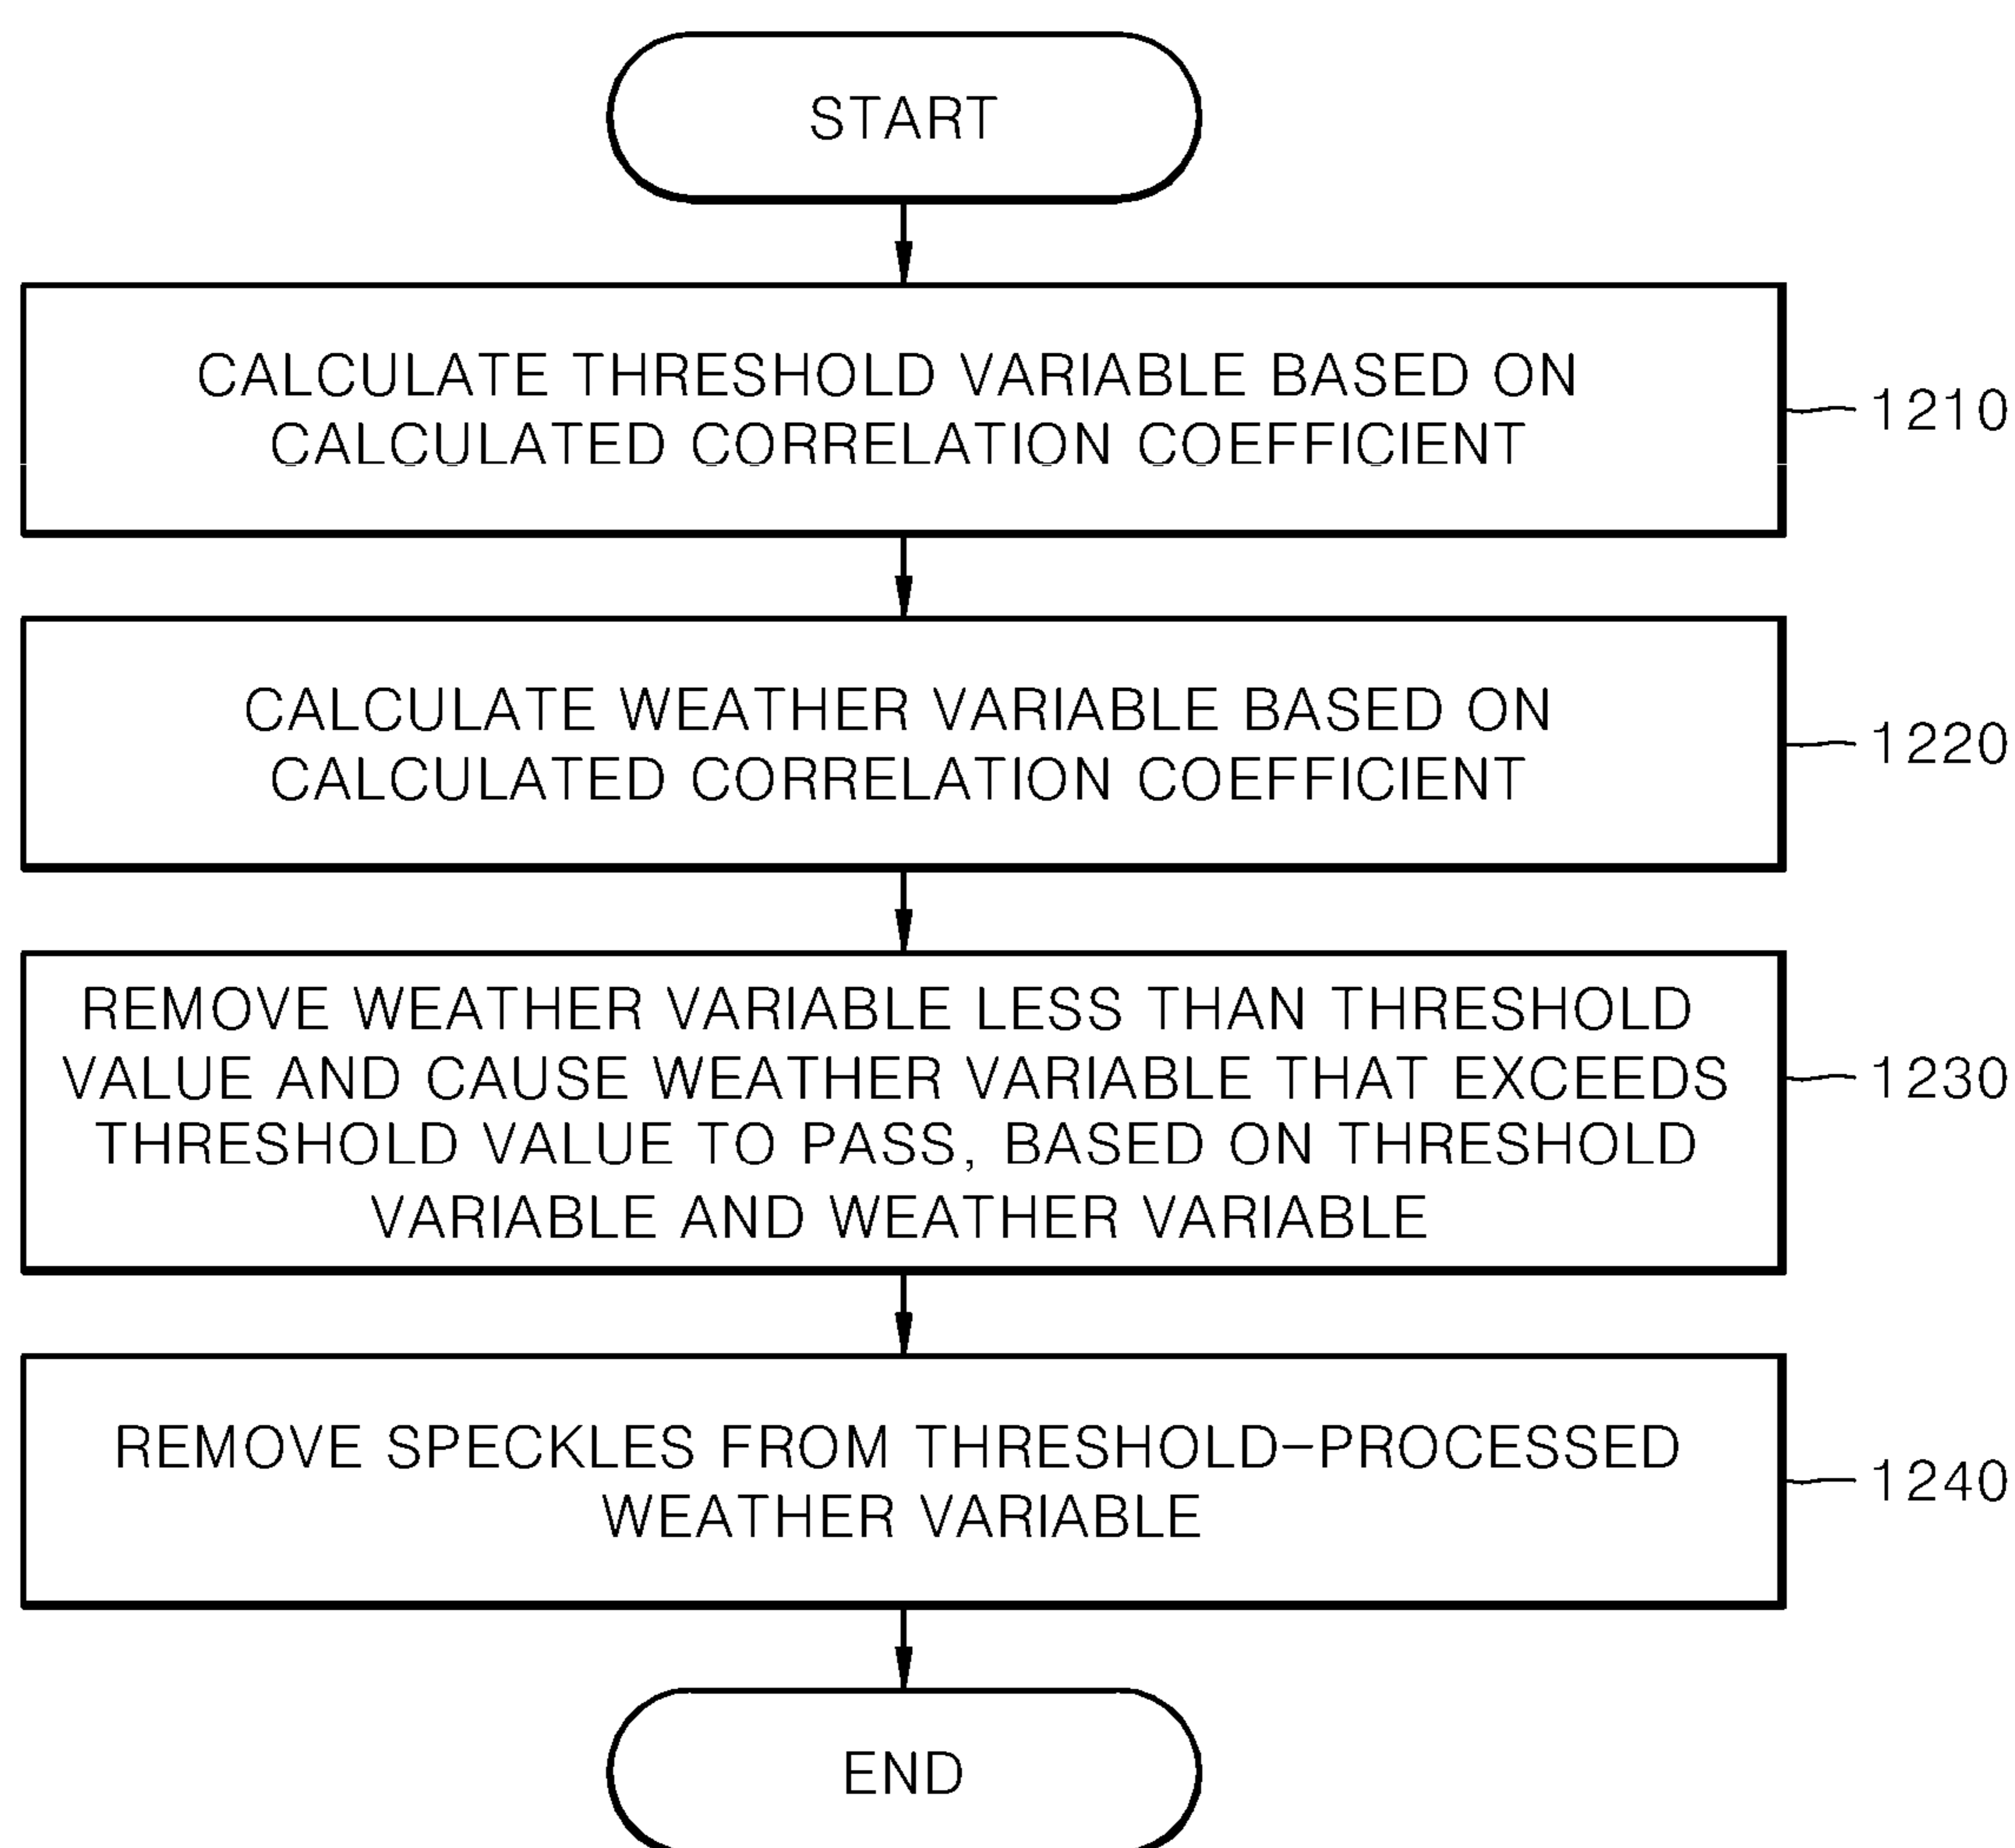 START
CALCULATE THRESHOLD VARIABLE BASED ON
CALCULATED CORRELATION COEFFICIENT
1210
CALCULATE WEATHER VARIABLE BASED ON
CALCULATED CORRELATION COEFFICIENT
1220
REMOVE WEATHER VARIABLE LESS THAN THRESHOLD
VALUE AND CAUSE WEATHER VARIABLE THAT EXCEEDS
THRESHOLD VALUE TO PASS, BASED ON THRESHOLD
VARIABLE AND WEATHER VARIABLE
1230
REMOVE SPECKLES FROM THRESHOLD-PROCESSED
WEATHER VARIABLE
1240
END